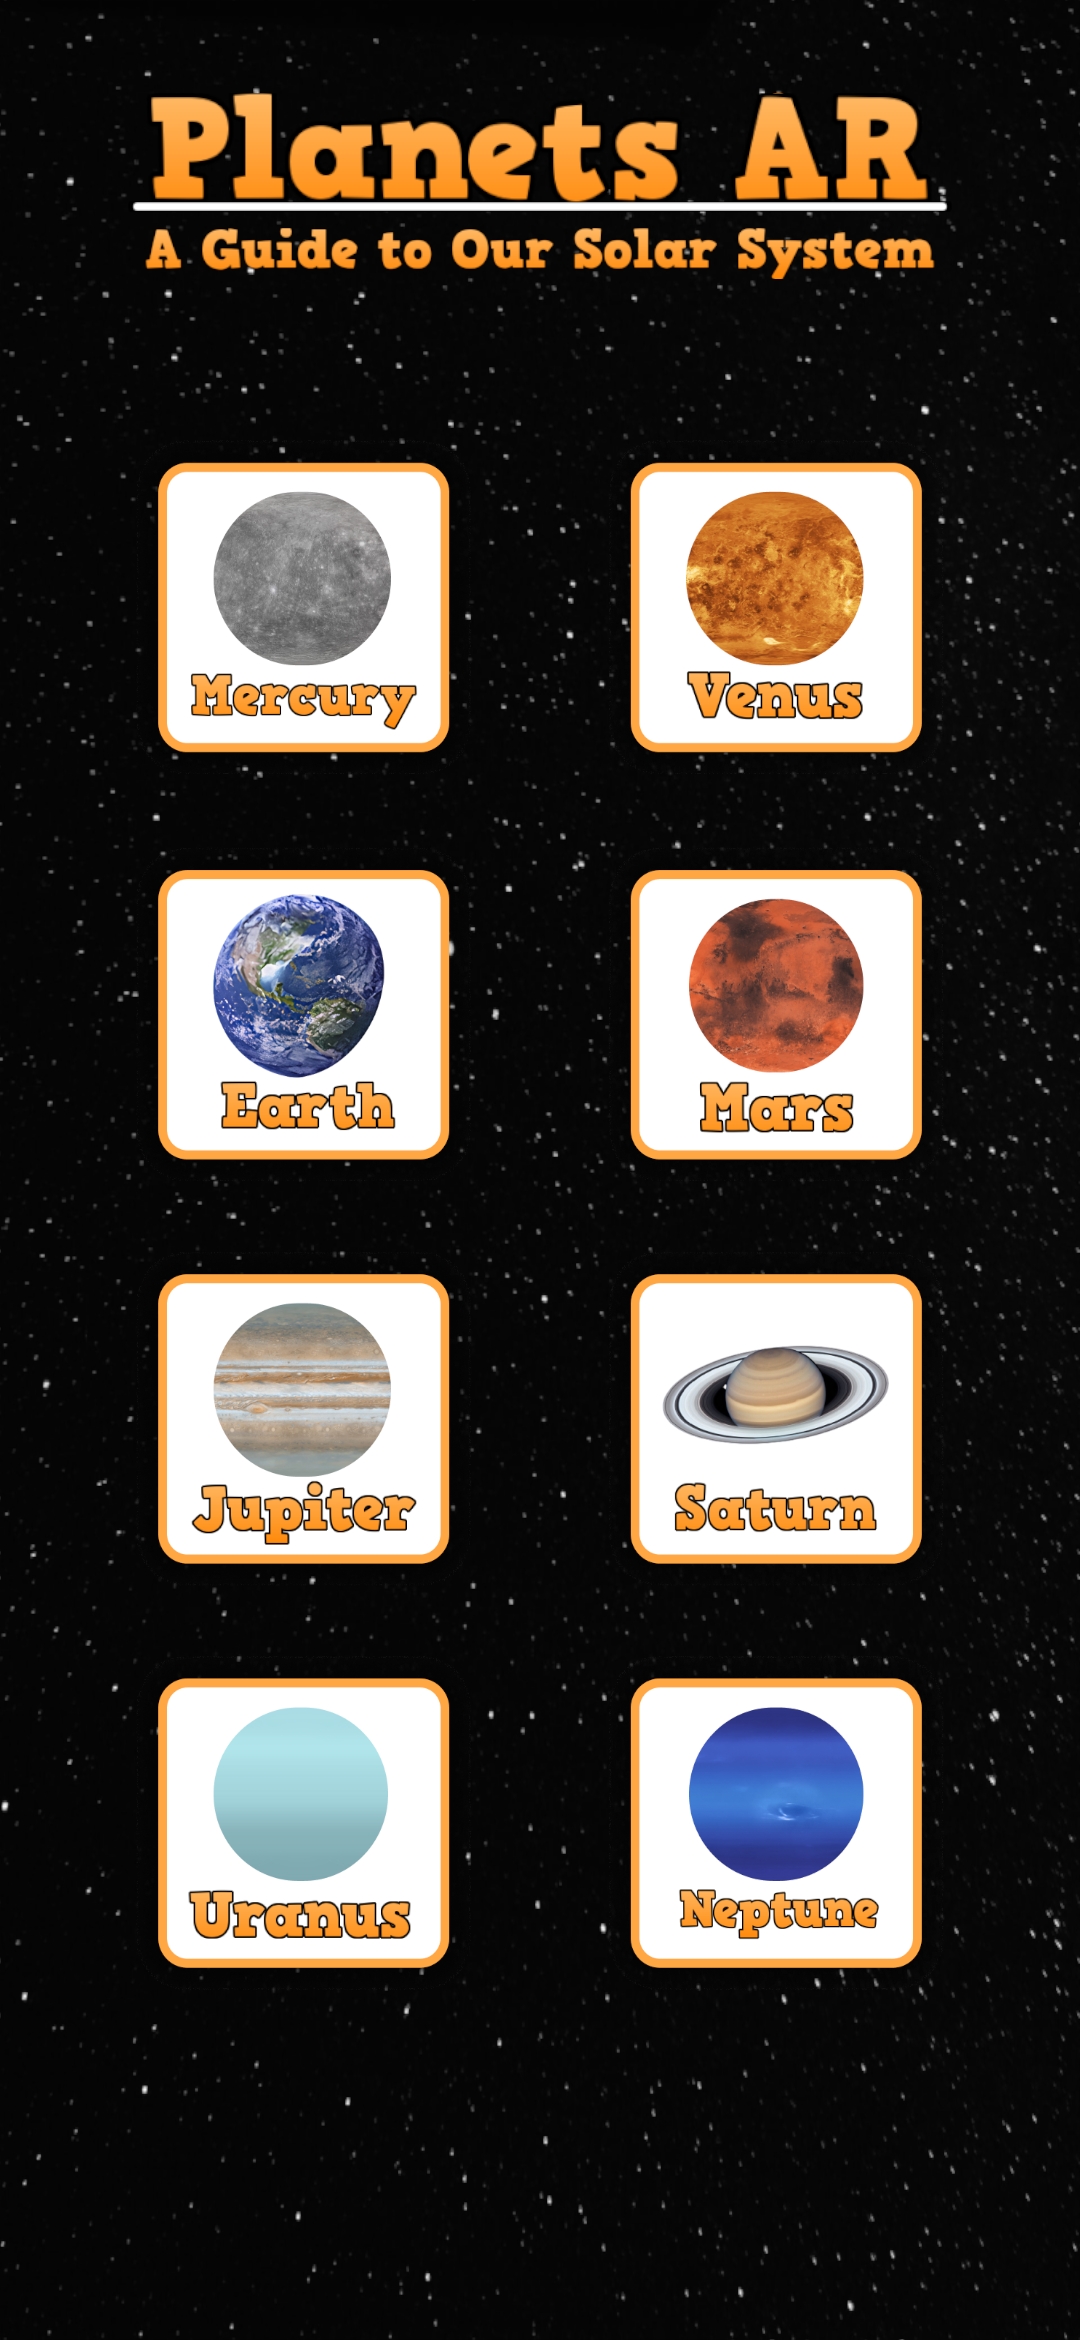 Planets AR
A Guide to Our Solar System
Mercury
Venus
Earth
Mars
Jupiter
Saturn
Uranus
Neptune